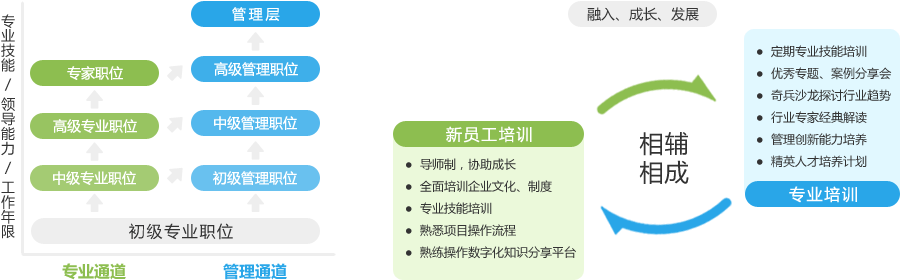 专业技能/领导能力/工作年限
管理层
专家职位
高级管理职位
高级专业职位
中级管理职位
中级专业职位
初级管理职位
初级专业职位
专业通道
管理通道
融入、成长、发展
新员工培训
● 导师制，协助成长
● 全面培训企业文化、制度
● 专业技能培训
● 熟悉项目操作流程
● 熟练操作数字化知识分享平台
相辅
相成
● 定期专业技能培训
● 优秀专题、案例分享会
● 奇兵沙龙探讨行业趋势
● 行业专家经典解读
● 管理创新能力培养
● 精英人才培养计划
专业培训